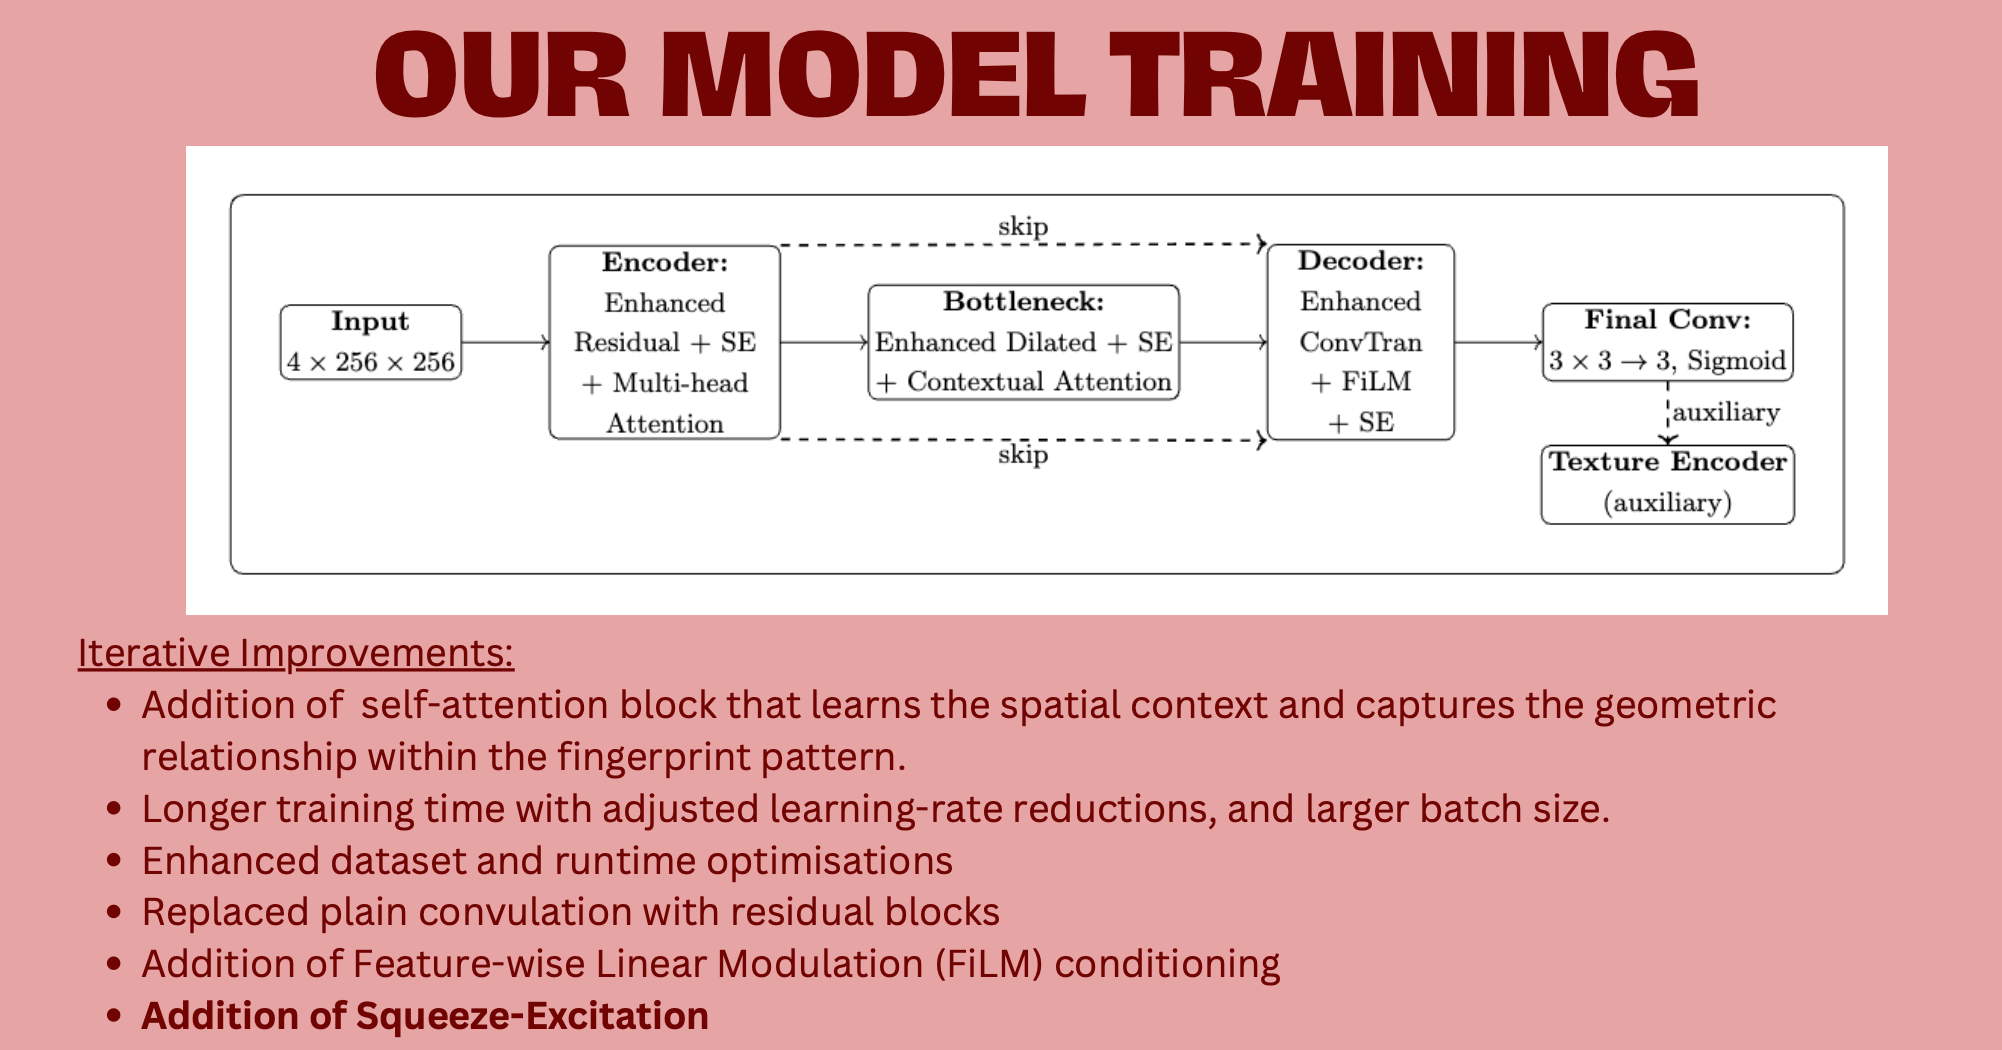 OUR MODEL TRAINING
skip
Input
4 × 256 × 256
Encoder:
Enhanced
Residual + SE
+ Multi-head
Attention
Bottleneck:
Enhanced Dilated + SE
+ Contextual Attention
Decoder:
Enhanced
ConvTran
+ FiLM
+ SE
Final Conv:
3 × 3 → 3, Sigmoid
auxiliary
Texture Encoder
(auxiliary)
skip
Iterative Improvements:
• Addition of self-attention block that learns the spatial context and captures the geometric
relationship within the fingerprint pattern.
• Longer training time with adjusted learning-rate reductions, and larger batch size.
• Enhanced dataset and runtime optimisations
• Replaced plain convulation with residual blocks
• Addition of Feature-wise Linear Modulation (FiLM) conditioning
• Addition of Squeeze-Excitation